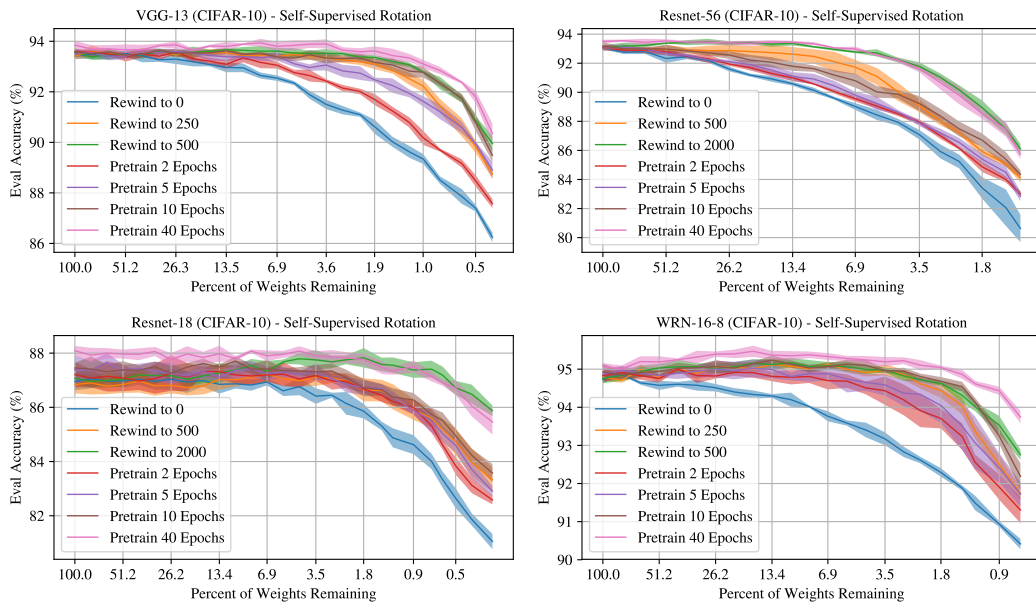 VGG-13 (CIFAR-10) - Self-Supervised Rotation
Eval Accuracy (%)
94
92
90
88
86
Rewind to 0
Rewind to 250
Rewind to 500
Pretrain 2 Epochs
Pretrain 5 Epochs
Pretrain 10 Epochs
Pretrain 40 Epochs
100.0 51.2 26.3 13.5 6.9 3.6 1.9 1.0 0.5
Percent of Weights Remaining
Resnet-56 (CIFAR-10) - Self-Supervised Rotation
Eval Accuracy (%)
94
92
90
88
86
84
82
80
Rewind to 0
Rewind to 500
Rewind to 2000
Pretrain 2 Epochs
Pretrain 5 Epochs
Pretrain 10 Epochs
Pretrain 40 Epochs
100.0 51.2 26.2 13.4 6.9 3.5 1.8
Percent of Weights Remaining
Resnet-18 (CIFAR-10) - Self-Supervised Rotation
Eval Accuracy (%)
88
86
84
82
Rewind to 0
Rewind to 500
Rewind to 2000
Pretrain 2 Epochs
Pretrain 5 Epochs
Pretrain 10 Epochs
Pretrain 40 Epochs
100.0 51.2 26.2 13.4 6.9 3.5 1.8 0.9 0.5
Percent of Weights Remaining
WRN-16-8 (CIFAR-10) - Self-Supervised Rotation
Eval Accuracy (%)
95
94
93
92
91
90
Rewind to 0
Rewind to 250
Rewind to 500
Pretrain 2 Epochs
Pretrain 5 Epochs
Pretrain 10 Epochs
Pretrain 40 Epochs
100.0 51.2 26.2 13.4 6.9 3.5 1.8 0.9
Percent of Weights Remaining